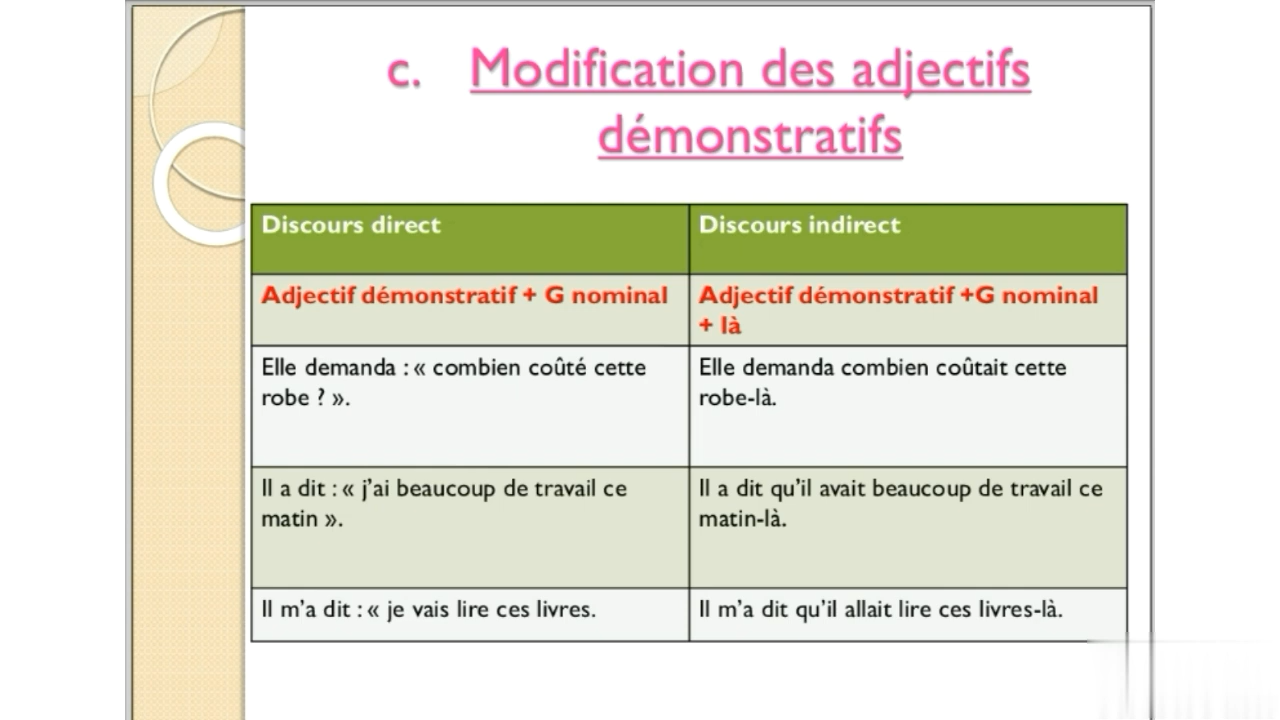 c. Modification des adjectifs
démonstratifs
Discours direct
Discours indirect
Adjectif démonstratif + G nominal
Adjectif démonstratif +G nominal
+ là
Elle demanda : « combien coûté cette
robe ? ».
Elle demanda combien coûtait cette
robe-là.
Il a dit : « j’ai beaucoup de travail ce
matin ».
Il a dit qu’il avait beaucoup de travail ce
matin-là.
Il m’a dit : « je vais lire ces livres.
Il m’a dit qu’il allait lire ces livres-là.